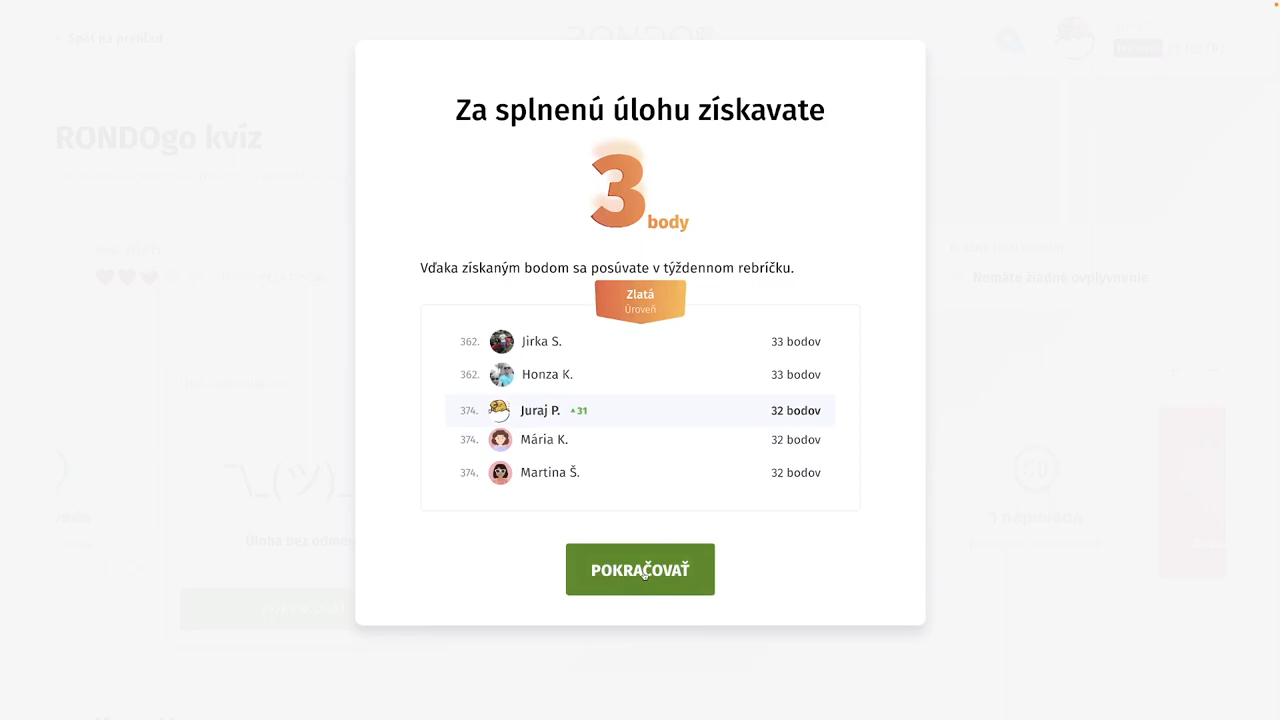 Späť na prehľad
RONDO
RONDOgo kvíz
Za splnenú úlohu získavate
3 body
Vďaka získaným bodom sa posúvate v týždennom rebríčku.
Zlatá
Úroveň
362. Jirka S. 33 bodov
362. Honza K. 33 bodov
374. Juraj P. 31 32 bodov
374. Mária K. 32 bodov
374. Martina Š. 32 bodov
POKRAČOVAŤ
Nemáte žiadne ovplyvnenie
¯\_(ツ)_
Úloha bez odmeny